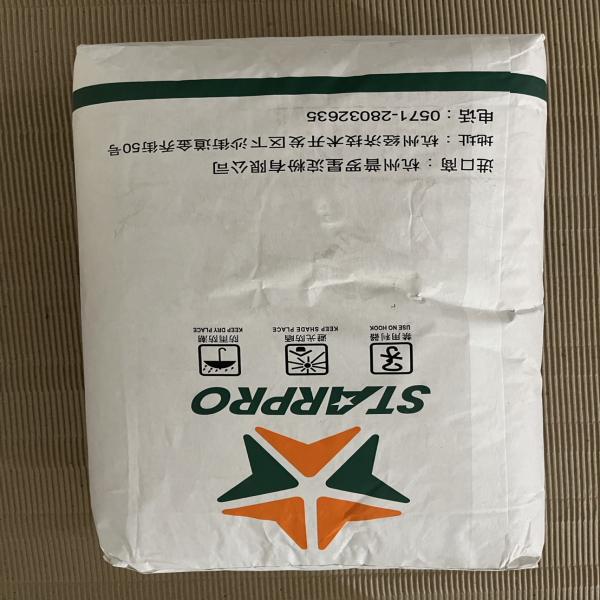 STARPRO
禁用利器
USE NO HOOK
避光防晒
KEEP SHADE PLACE
防雨防潮
KEEP DRY PLACE
进口商：杭州普罗星淀粉有限公司
地址：杭州经济技术开发区下沙街道金乔街50号
电话：0571-28032635